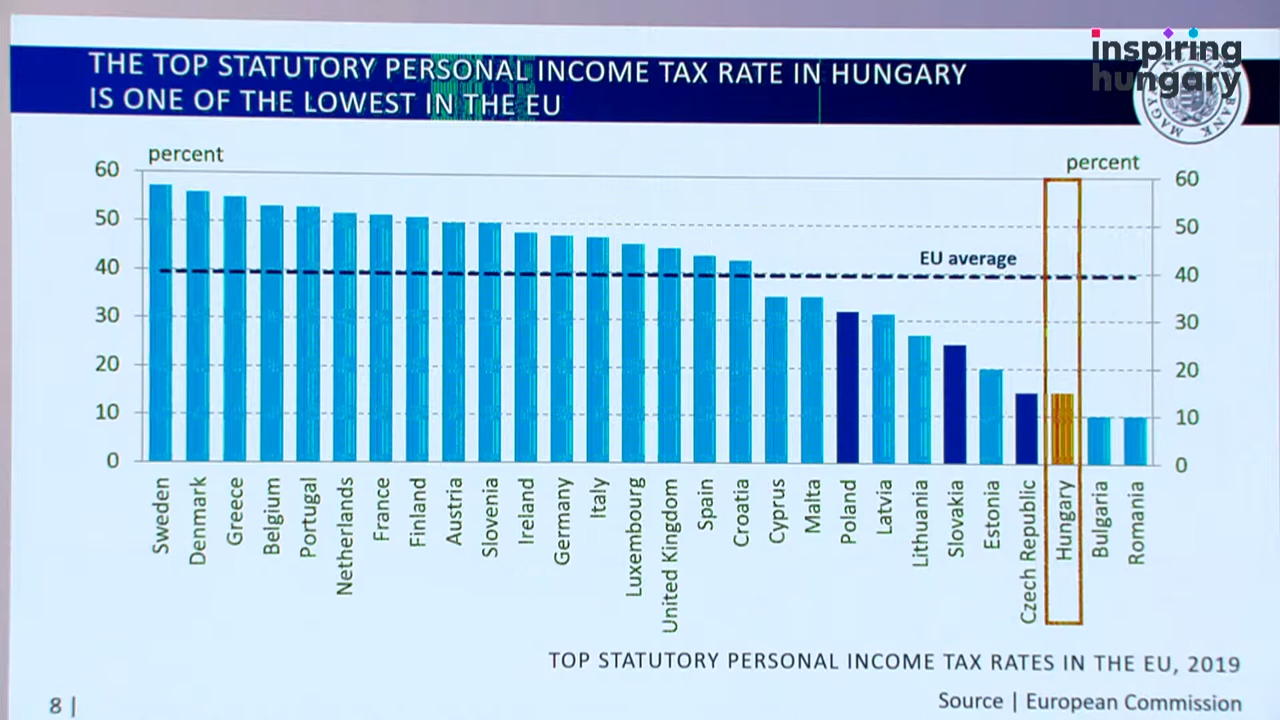 inspiring
hungary
THE TOP STATUTORY PERSONAL INCOME TAX RATE IN HUNGARY
IS ONE OF THE LOWEST IN THE EU
percent
percent
60
50
40
30
20
10
0
60
50
40
30
20
10
0
EU average
Sweden
Denmark
Greece
Belgium
Portugal
Netherlands
France
Finland
Austria
Slovenia
Ireland
Germany
Italy
Luxembourg
United Kingdom
Spain
Croatia
Cyprus
Malta
Poland
Latvia
Lithuania
Slovakia
Estonia
Czech Republic
Hungary
Bulgaria
Romania
TOP STATUTORY PERSONAL INCOME TAX RATES IN THE EU, 2019
8 |
Source | European Commission